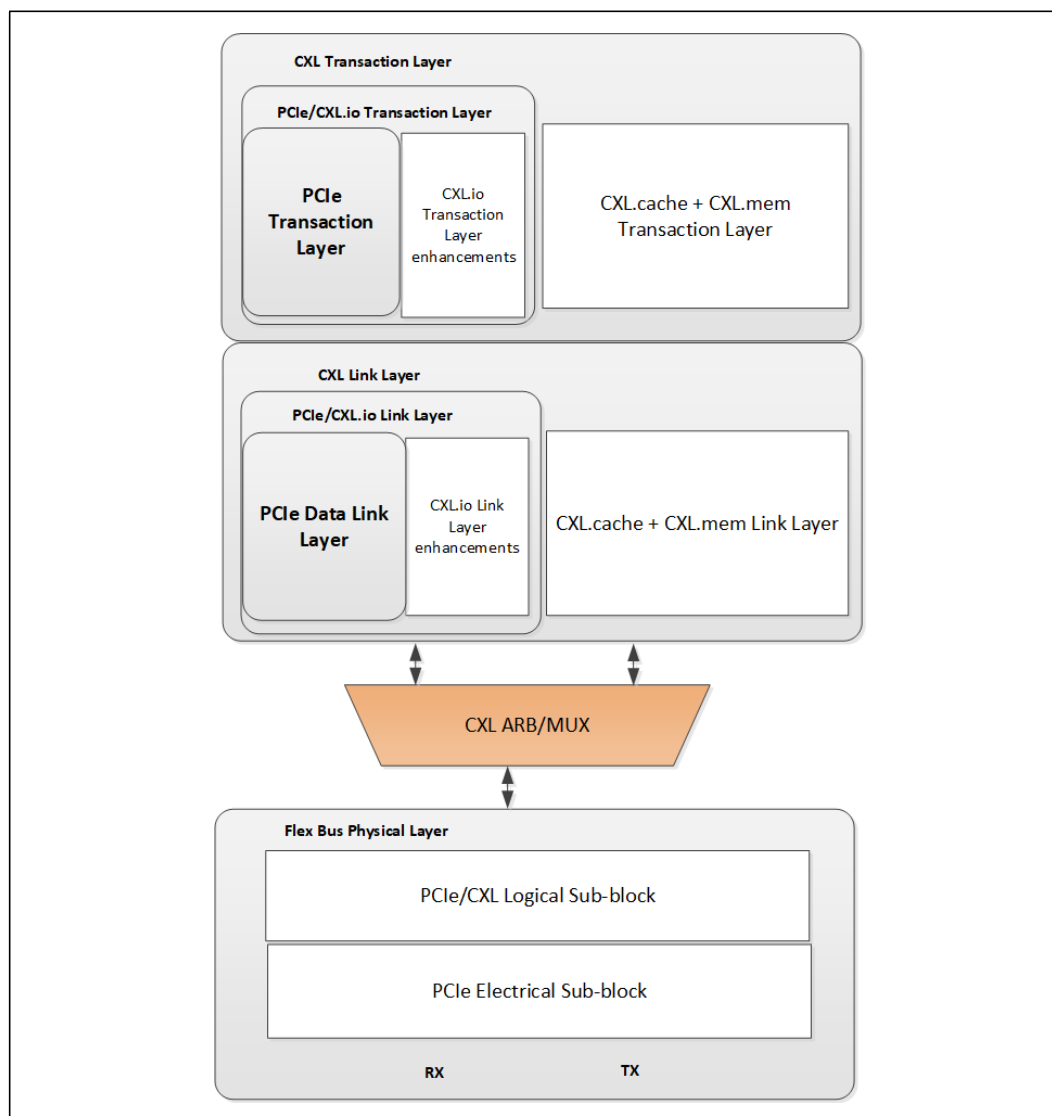 CXL Transaction Layer
PCIe/CXL.io Transaction Layer
PCIe
Transaction
Layer
CXL.io
Transaction
Layer
enhancements
CXL.cache + CXL.mem
Transaction Layer
CXL Link Layer
PCIe/CXL.io Link Layer
PCIe Data Link
Layer
CXL.io Link
Layer
enhancements
CXL.cache + CXL.mem Link Layer
CXL ARB/MUX
Flex Bus Physical Layer
PCIe/CXL Logical Sub-block
PCIe Electrical Sub-block
RX
TX